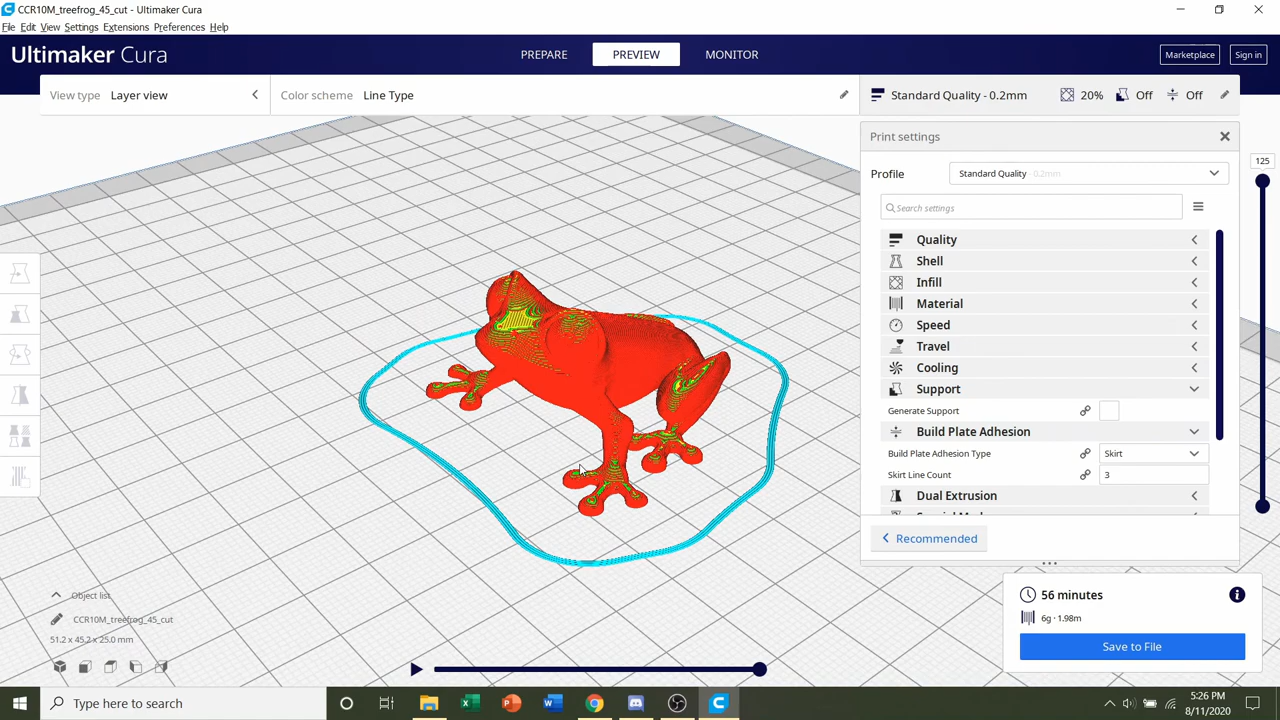 CCR10M_treefrog_45_cut - Ultimaker Cura
File Edit View Settings Extensions Preferences Help
Ultimaker Cura
PREPARE
PREVIEW
MONITOR
Marketplace
Sign in
View type Layer view
Color scheme Line Type
Standard Quality - 0.2mm
20%
Off
Off
Print settings
Profile
Standard Quality 0.2mm
Search settings
Quality
Shell
Infill
Material
Speed
Travel
Cooling
Support
Generate Support
Build Plate Adhesion
Build Plate Adhesion Type
Skirt
Skirt Line Count
3
Dual Extrusion
Recommended
125
Object list
CCR10M_treefrog_45_cut
51.2 x 45.2 x 25.0 mm
56 minutes
6g · 1.98m
Save to File
Type here to search
5:26 PM
8/11/2020